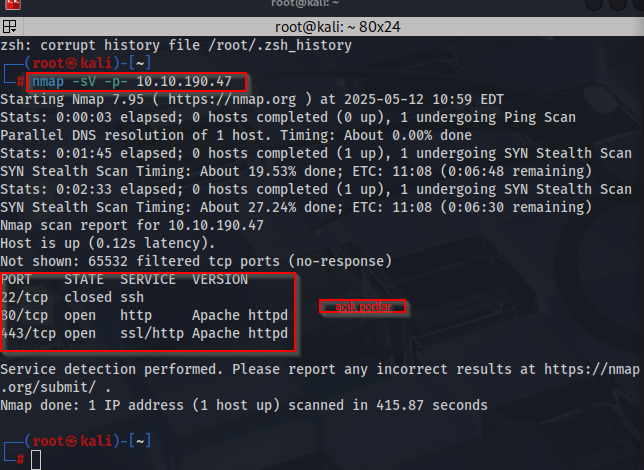 root@kali: ~
root@kali: ~ 80x24
zsh: corrupt history file /root/.zsh_history
(root㉿kali)-[~]
# nmap -sV -p- 10.10.190.47
Starting Nmap 7.95 ( https://nmap.org ) at 2025-05-12 10:59 EDT
Stats: 0:00:03 elapsed; 0 hosts completed (0 up), 1 undergoing Ping Scan
Parallel DNS resolution of 1 host. Timing: About 0.00% done
Stats: 0:01:45 elapsed; 0 hosts completed (1 up), 1 undergoing SYN Stealth Scan
SYN Stealth Scan Timing: About 19.53% done; ETC: 11:08 (0:06:48 remaining)
Stats: 0:02:33 elapsed; 0 hosts completed (1 up), 1 undergoing SYN Stealth Scan
SYN Stealth Scan Timing: About 27.24% done; ETC: 11:08 (0:06:30 remaining)
Nmap scan report for 10.10.190.47
Host is up (0.12s latency).
Not shown: 65532 filtered tcp ports (no-response)
PORT STATE SERVICE VERSION
22/tcp closed ssh
80/tcp open http Apache httpd
açık portlar
443/tcp open ssl/http Apache httpd
Service detection performed. Please report any incorrect results at https://nmap
.org/submit/ .
Nmap done: 1 IP address (1 host up) scanned in 415.87 seconds
(root㉿kali)-[~]
#